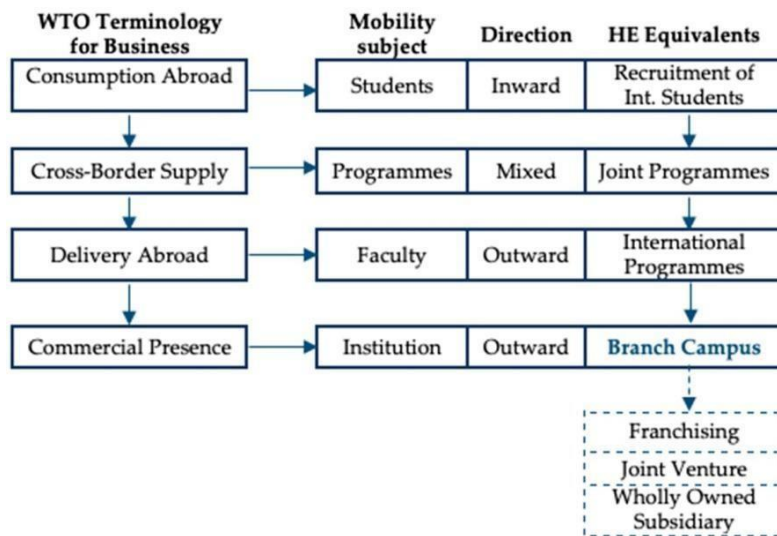 WTO Terminology
for Business
Mobility
subject
Direction
HE Equivalents
Consumption Abroad
Students
Inward
Recruitment of
Int. Students
Cross-Border Supply
Programmes
Mixed
Joint Programmes
Delivery Abroad
Faculty
Outward
International
Programmes
Commercial Presence
Institution
Outward
Branch Campus
Franchising
Joint Venture
Wholly Owned
Subsidiary